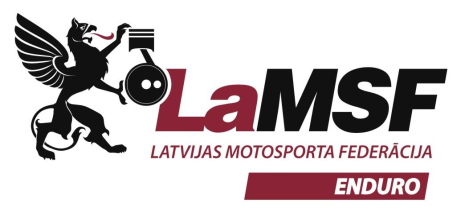 LaMSF
LATVIJAS MOTOSPORTA FEDERĀCIJA
ENDURO